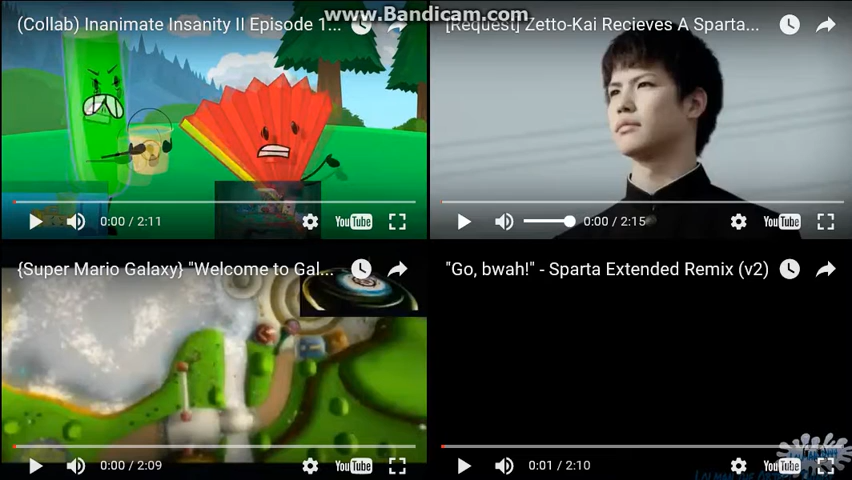 www.Bandicam.com
(Collab) Inanimate Insanity II Episode 1...
[Request] Zetto-Kai Recieves A Sparta...
0:00 / 2:11
YouTube
0:00 / 2:15
YouTube
{Super Mario Galaxy} "Welcome to Gal...
"Go, bwah!" - Sparta Extended Remix (v2)
0:00 / 2:09
YouTube
0:01 / 2:10
YouTube